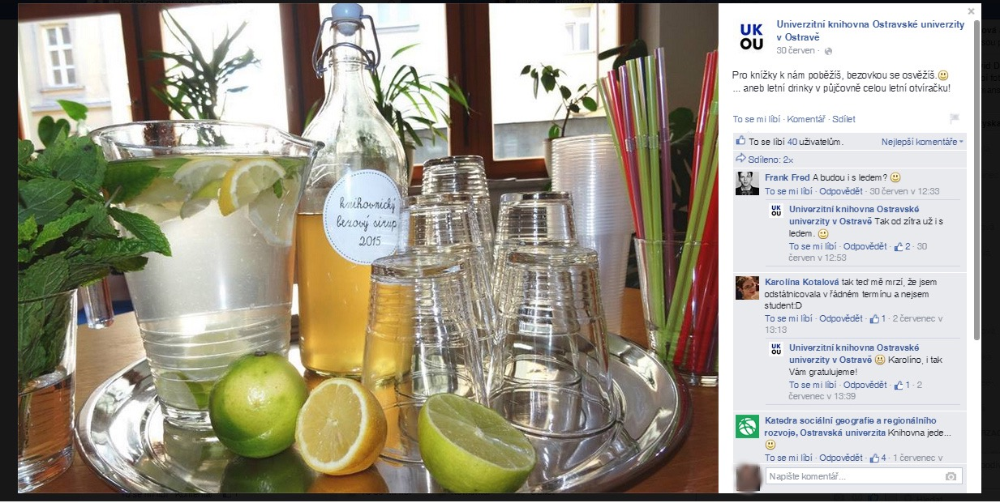 knihovnický
bezový sirup
2015
×
UK
OU
Univerzitní knihovna Ostravské univerzity
v Ostravě
30 červen ·
Pro knížky k nám poběžíš, bezovkou se osvěžíš.
... aneb letní drinky v půjčovně celou letní otvíračku!
To se mi líbí · Komentář · Sdílet
To se líbí 40 uživatelům.
Nejlepší komentáře
Sdíleno: 2x
Frank Fred A budou i s ledem?
To se mi líbí · Odpovědět · 30 červen v 12:33
UK
OU
Univerzitní knihovna Ostravské
univerzity v Ostravě Tak od zítra už i s
ledem.
To se mi líbí · Odpovědět · 2 · 30
červen v 12:53
Karolína Kotalová tak teď mě mrzí, že jsem
odstátnicovala v řádném termínu a nejsem
student:D
To se mi líbí · Odpovědět · 1 · 2 červenec v
13:13
UK
OU
Univerzitní knihovna Ostravské
univerzity v Ostravě Karolíno, i tak
Vám gratulujeme!
To se mi líbí · Odpovědět · 1 · 2
červenec v 13:39
Katedra sociální geografie a regionálního
rozvoje, Ostravská univerzita Knihovna jede...
To se mi líbí · Odpovědět · 4 · 1 červenec v
Napište komentář...